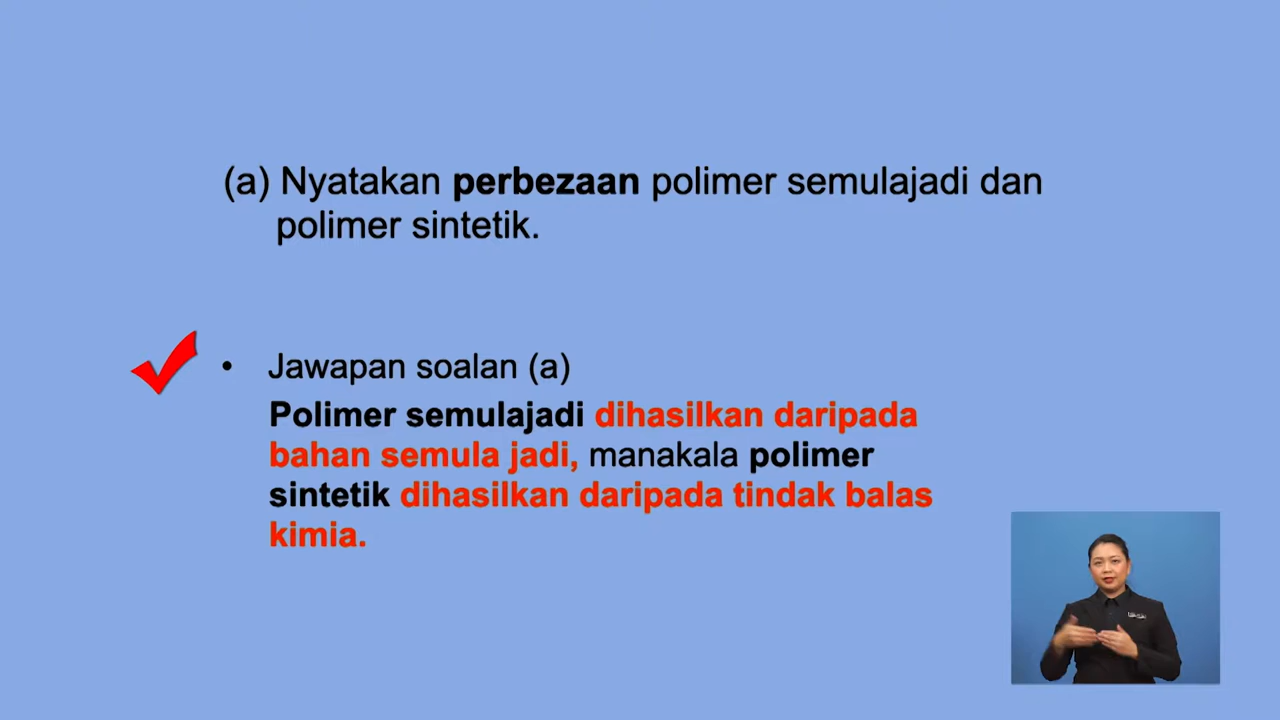 (a) Nyatakan perbezaan polimer semulajadi dan
polimer sintetik.
• Jawapan soalan (a)
Polimer semulajadi dihasilkan daripada
bahan semula jadi, manakala polimer
sintetik dihasilkan daripada tindak balas
kimia.